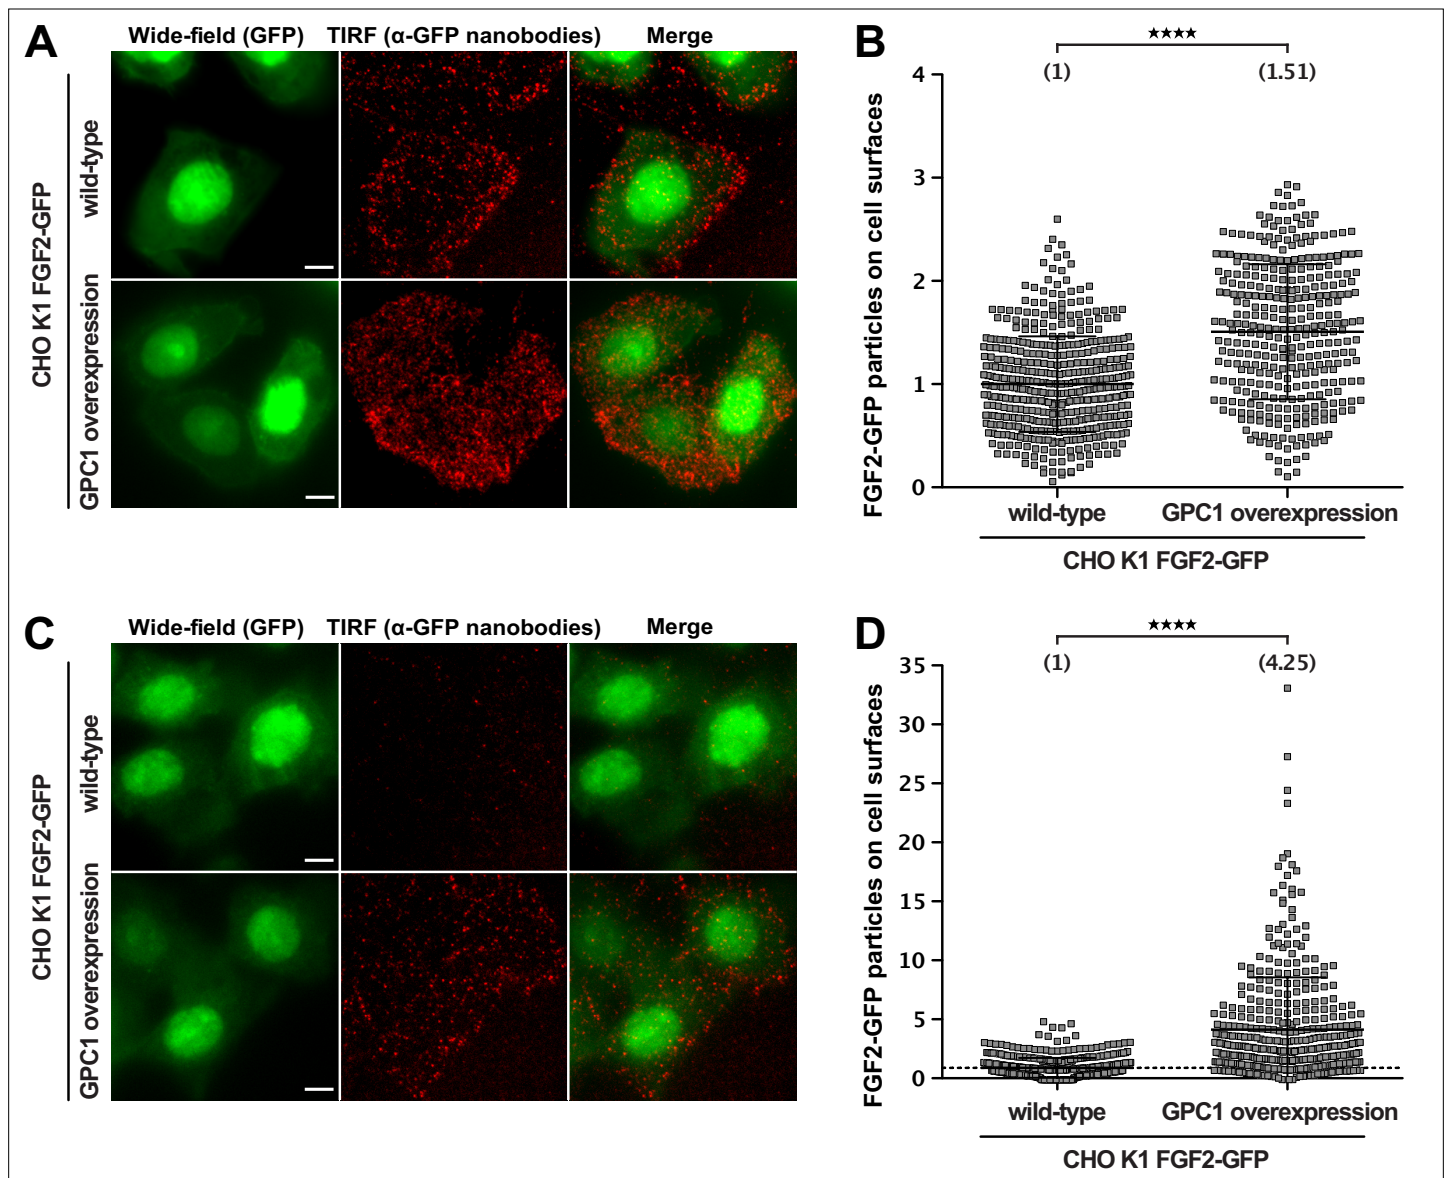 A
Wide-field (GFP) TIRF (α-GFP nanobodies) Merge
CHO K1 FGF2-GFP
wild-type
GPC1 overexpression
B
★★★★
(1) (1.51)
FGF2-GFP particles on cell surfaces
4
3
2
1
0
wild-type GPC1 overexpression
CHO K1 FGF2-GFP
C
Wide-field (GFP) TIRF (α-GFP nanobodies) Merge
CHO K1 FGF2-GFP
wild-type
GPC1 overexpression
D
★★★★
(1) (4.25)
FGF2-GFP particles on cell surfaces
35
30
25
20
15
10
5
0
wild-type GPC1 overexpression
CHO K1 FGF2-GFP